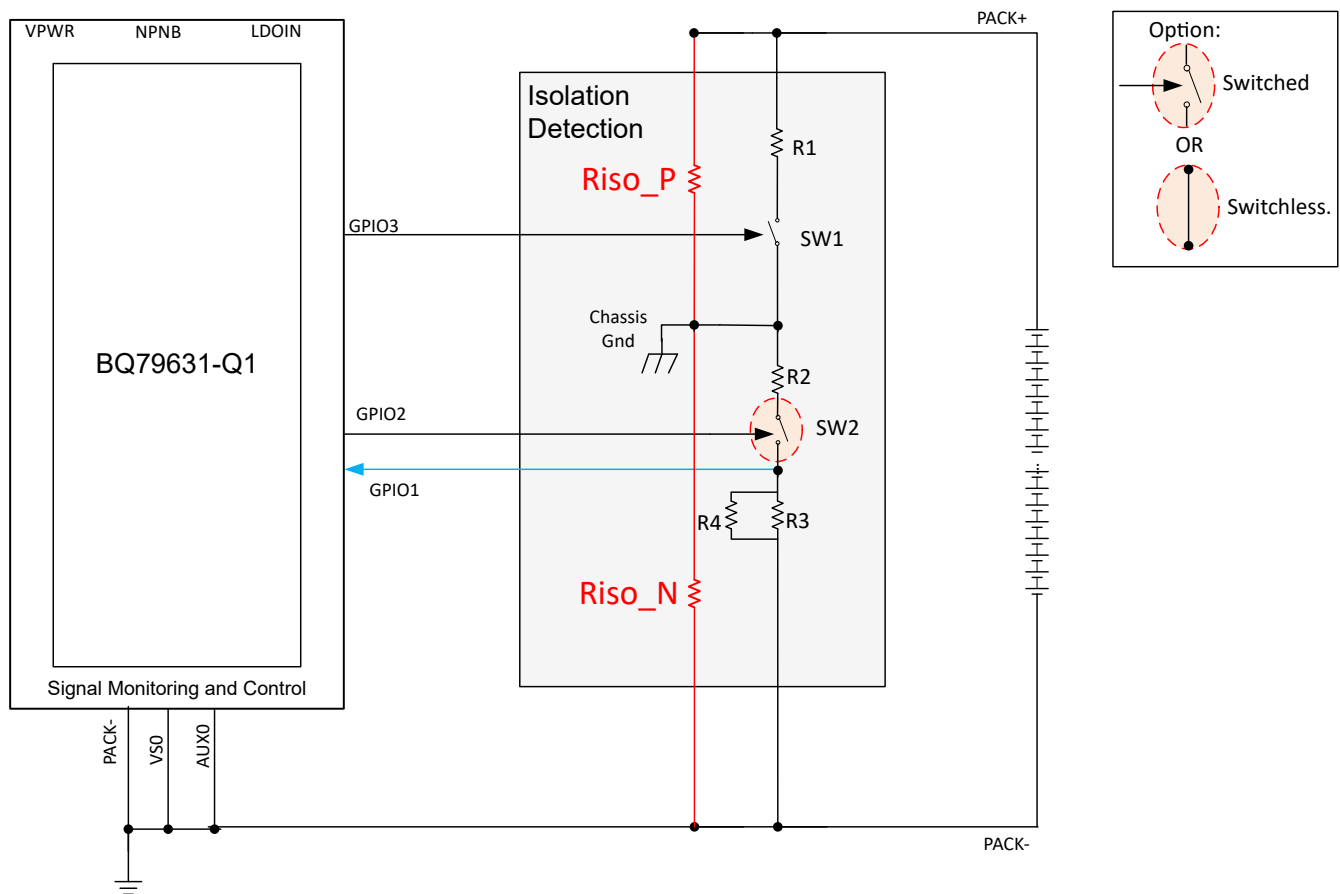 VPWR
NPNB
LDOIN
BQ79631-Q1
Signal Monitoring and Control
PACK-
VS0
AUX0
GPIO3
GPIO2
GPIO1
Isolation
Detection
Riso_P
R1
SW1
Chassis
Gnd
R2
SW2
R4
R3
Riso_N
PACK+
PACK-
Option:
Switched
OR
Switchless.